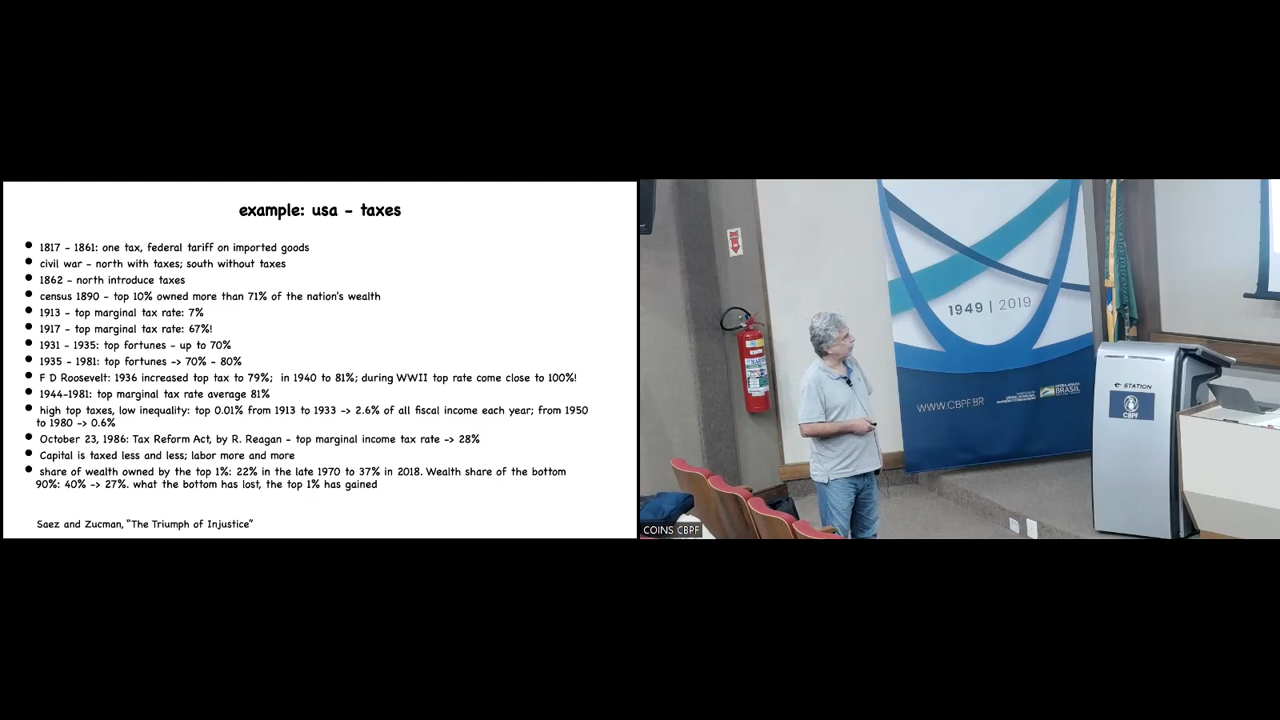 example: usa - taxes
1817 - 1861: one tax, federal tariff on imported goods
civil war - north with taxes; south without taxes
1862 - north introduce taxes
census 1890 - top 10% owned more than 71% of the nation's wealth
1913 - top marginal tax rate: 7%
1917 - top marginal tax rate: 67%!
1931 - 1935: top fortunes - up to 70%
1935 - 1981: top fortunes -> 70% - 80%
F D Roosevelt: 1936 increased top tax to 79%; in 1940 to 81%; during WWII top rate come close to 100%!
1944-1981: top marginal tax rate average 81%
high top taxes, low inequality: top 0.01% from 1913 to 1933 -> 2.6% of all fiscal income each year; from 1950
to 1980 -> 0.6%
October 23, 1986: Tax Reform Act, by R. Reagan - top marginal income tax rate -> 28%
Capital is taxed less and less; labor more and more
share of wealth owned by the top 1%: 22% in the late 1970 to 37% in 2018. Wealth share of the bottom
90%: 40% -> 27%. what the bottom has lost, the top 1% has gained
Saez and Zucman, "The Triumph of Injustice"
1949 | 2019
WWW.CBPF.BR
BRASIL
STATION
CBPF
COINS CBPF